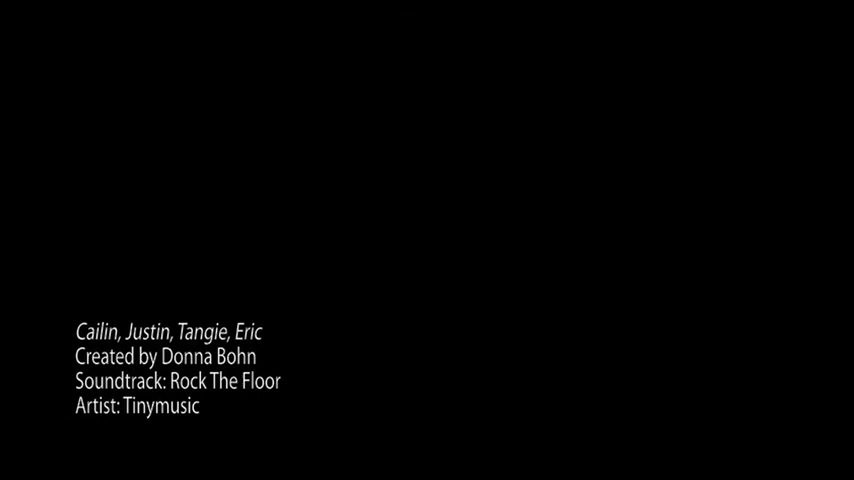 Cailin, Justin, Tangie, Eric
Created by Donna Bohn
Soundtrack: Rock The Floor
Artist: Tinymusic